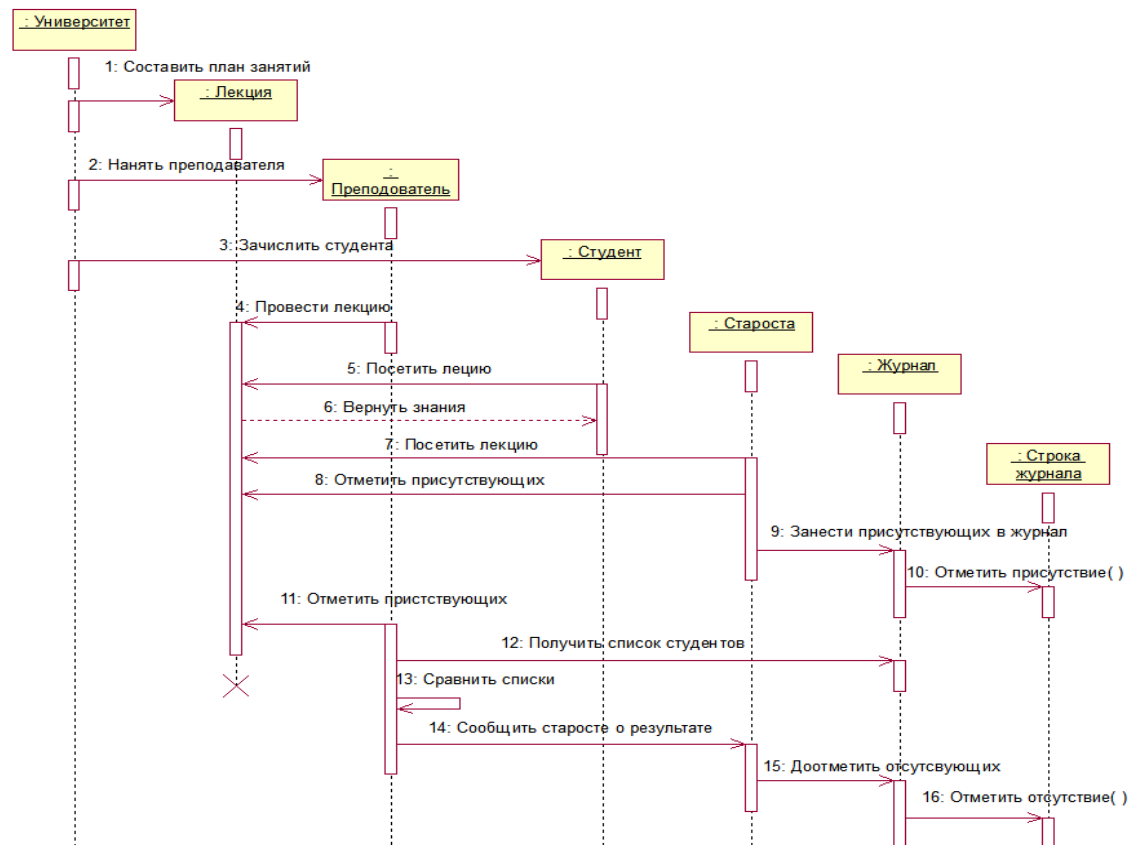 : Университет
1: Составить план занятий
: Лекция
2: Нанять преподавателя
:
Преподователь
3: Зачислить студента
: Студент
4: Провести лекцию
: Староста
5: Посетить лецию
: Журнал
6: Вернуть знания
7: Посетить лекцию
: Строка
журнала
8: Отметить присутствующих
9: Занести присутствующих в журнал
10: Отметить присутствие( )
11: Отметить пристствующих
12: Получить список студентов
13: Сравнить списки
14: Сообщить старосте о результате
15: Доотметить отсутсвующих
16: Отметить отсутствие( )